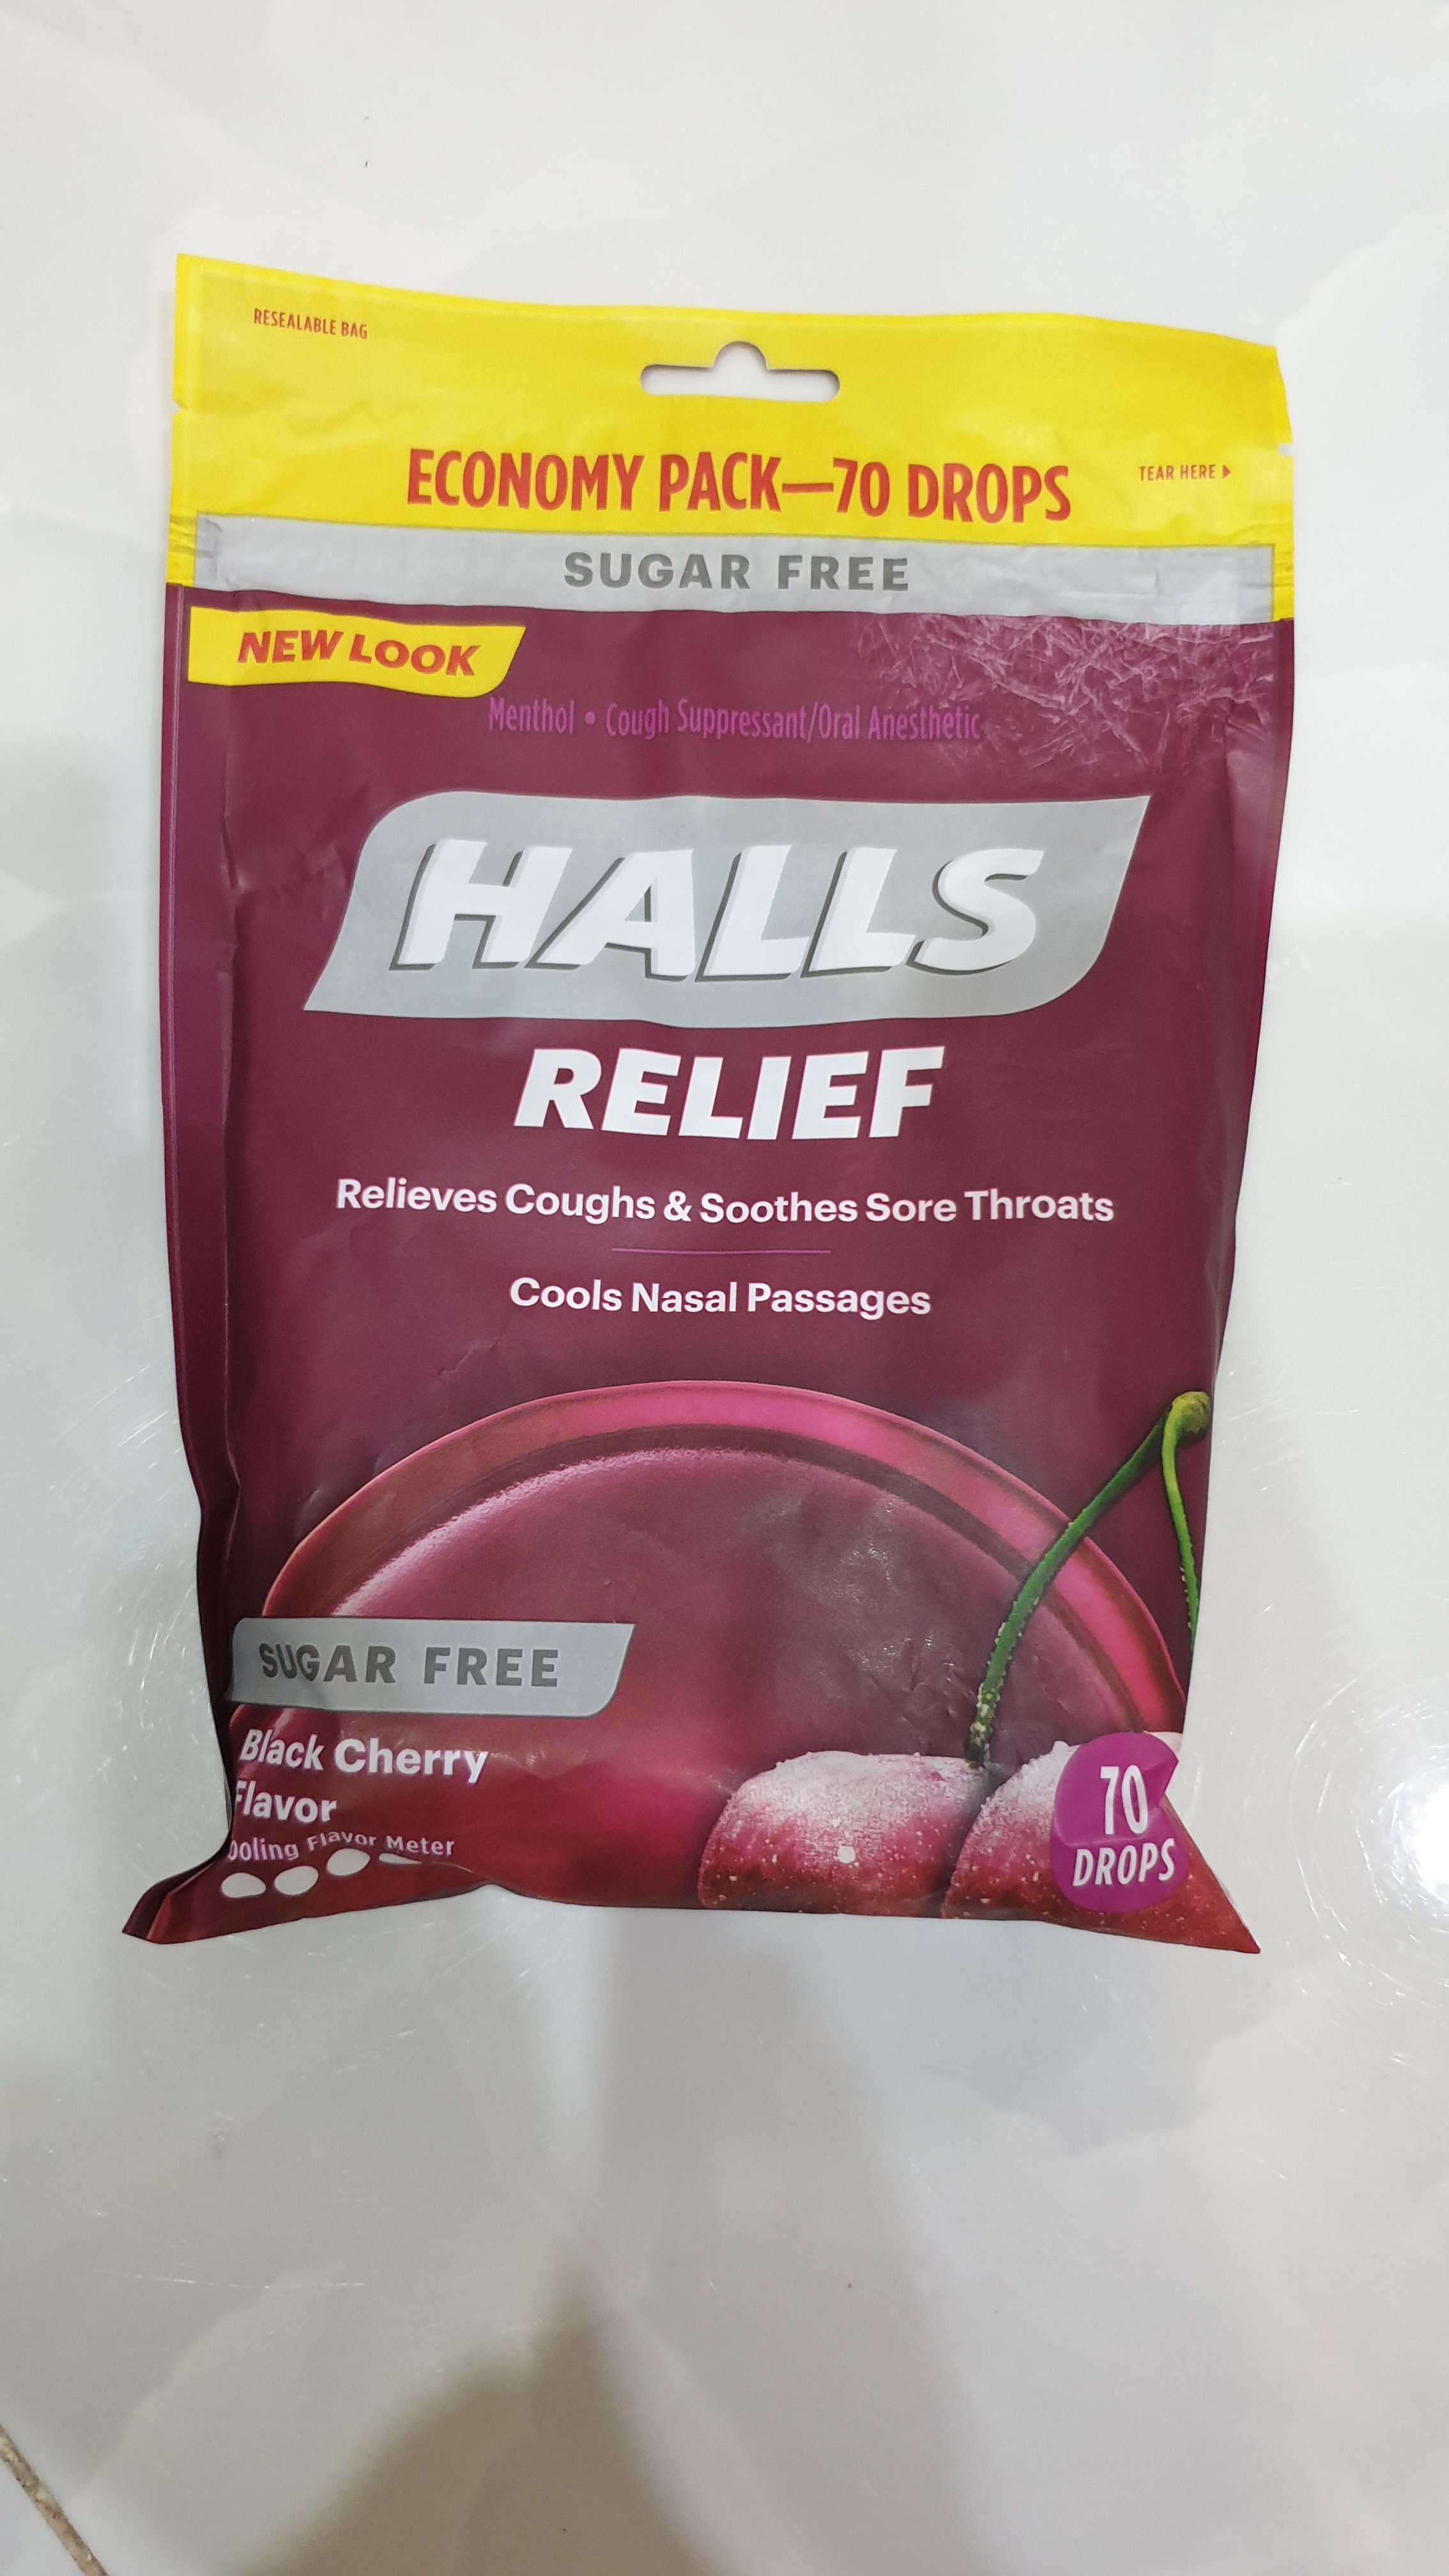 RESEALABLE BAG
ECONOMY PACK—70 DROPS
TEAR HERE
SUGAR FREE
NEW LOOK
Menthol • Cough Suppressant/Oral Anesthetic
HALLS
RELIEF
Relieves Coughs & Soothes Sore Throats
Cools Nasal Passages
SUGAR FREE
Black Cherry
Flavor
ooling Flavor Meter
70
DROPS